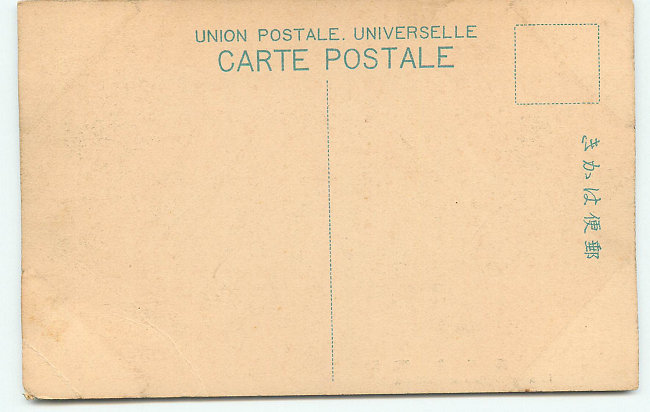 UNION POSTALE. UNIVERSELLE
CARTE POSTALE
郵便はかき